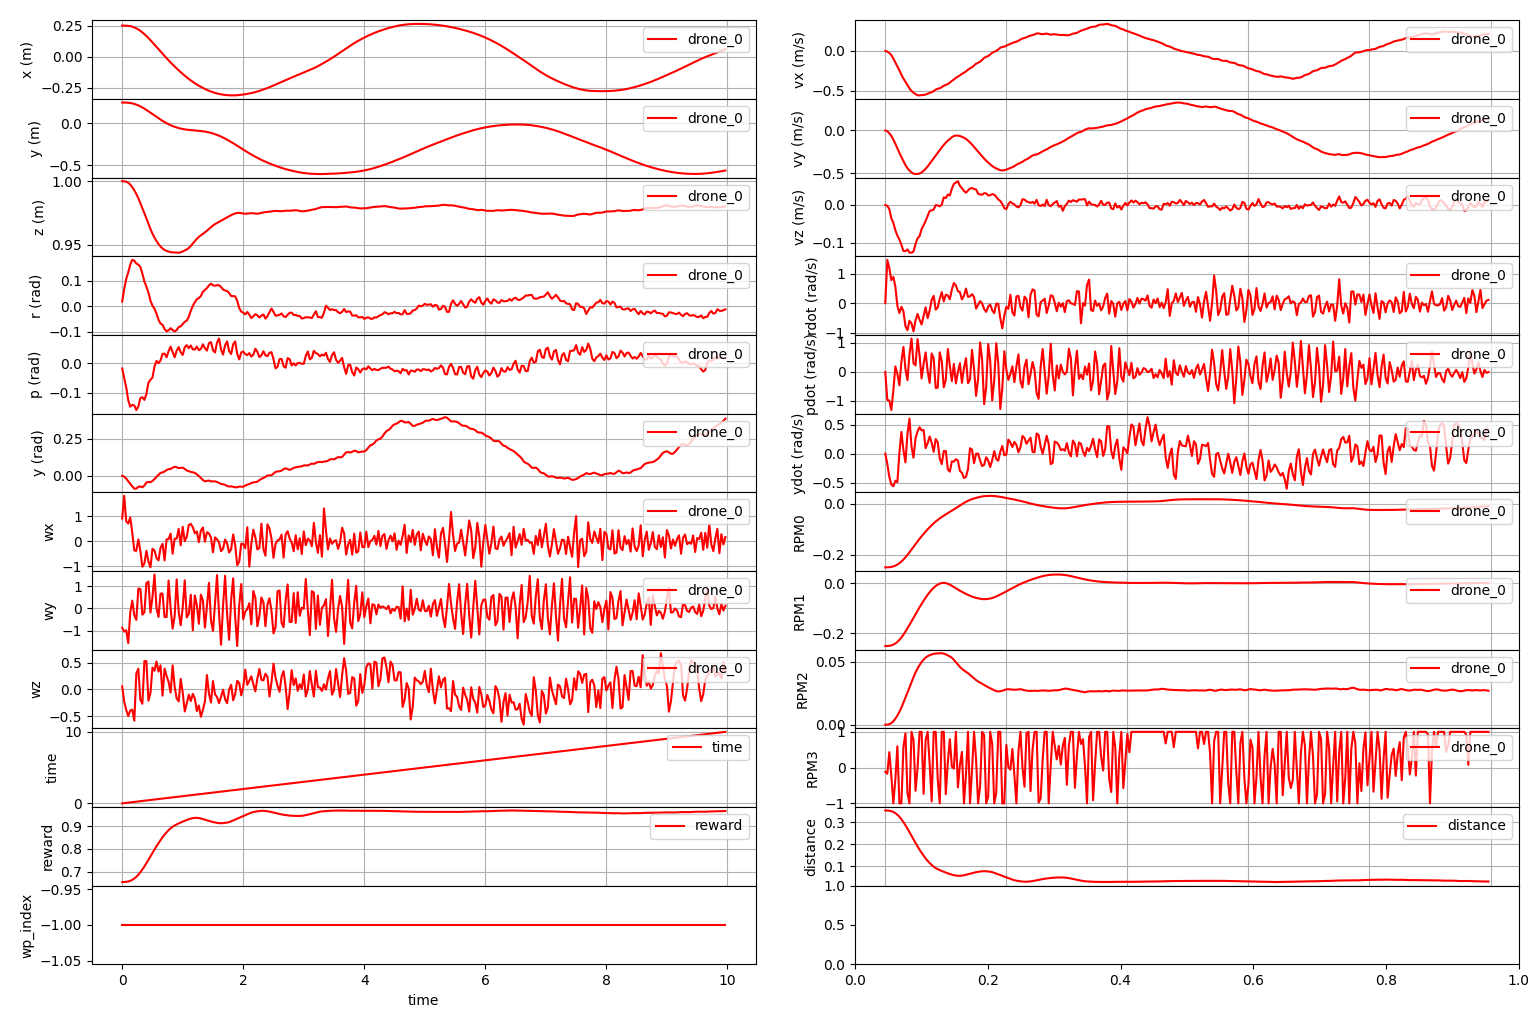 x (m)
0.25
0.00
−0.25
drone_0
y (m)
0.0
−0.5
drone_0
z (m)
1.00
0.95
drone_0
r (rad)
0.1
0.0
−0.1
drone_0
p (rad)
0.0
−0.1
drone_0
y (rad)
0.25
0.00
drone_0
wx
1
0
−1
drone_0
wy
1
0
−1
drone_0
wz
0.5
0.0
−0.5
drone_0
time
10
0
time
reward
0.9
0.8
0.7
reward
wp_index
−0.95
−1.00
−1.05
0 2 4 6 8 10
time
vx (m/s)
0.0
−0.5
drone_0
vy (m/s)
0.0
−0.5
drone_0
vz (m/s)
0.0
−0.1
drone_0
rdot (rad/s)
1
0
−1
drone_0
pdot (rad/s)
1
0
−1
drone_0
ydot (rad/s)
0.5
0.0
−0.5
drone_0
RPM0
0.0
−0.2
drone_0
RPM1
0.0
−0.2
drone_0
RPM2
0.05
0.00
drone_0
RPM3
1
0
−1
drone_0
distance
0.3
0.2
0.1
distance
1.0
0.5
0.0
0.0 0.2 0.4 0.6 0.8 1.0